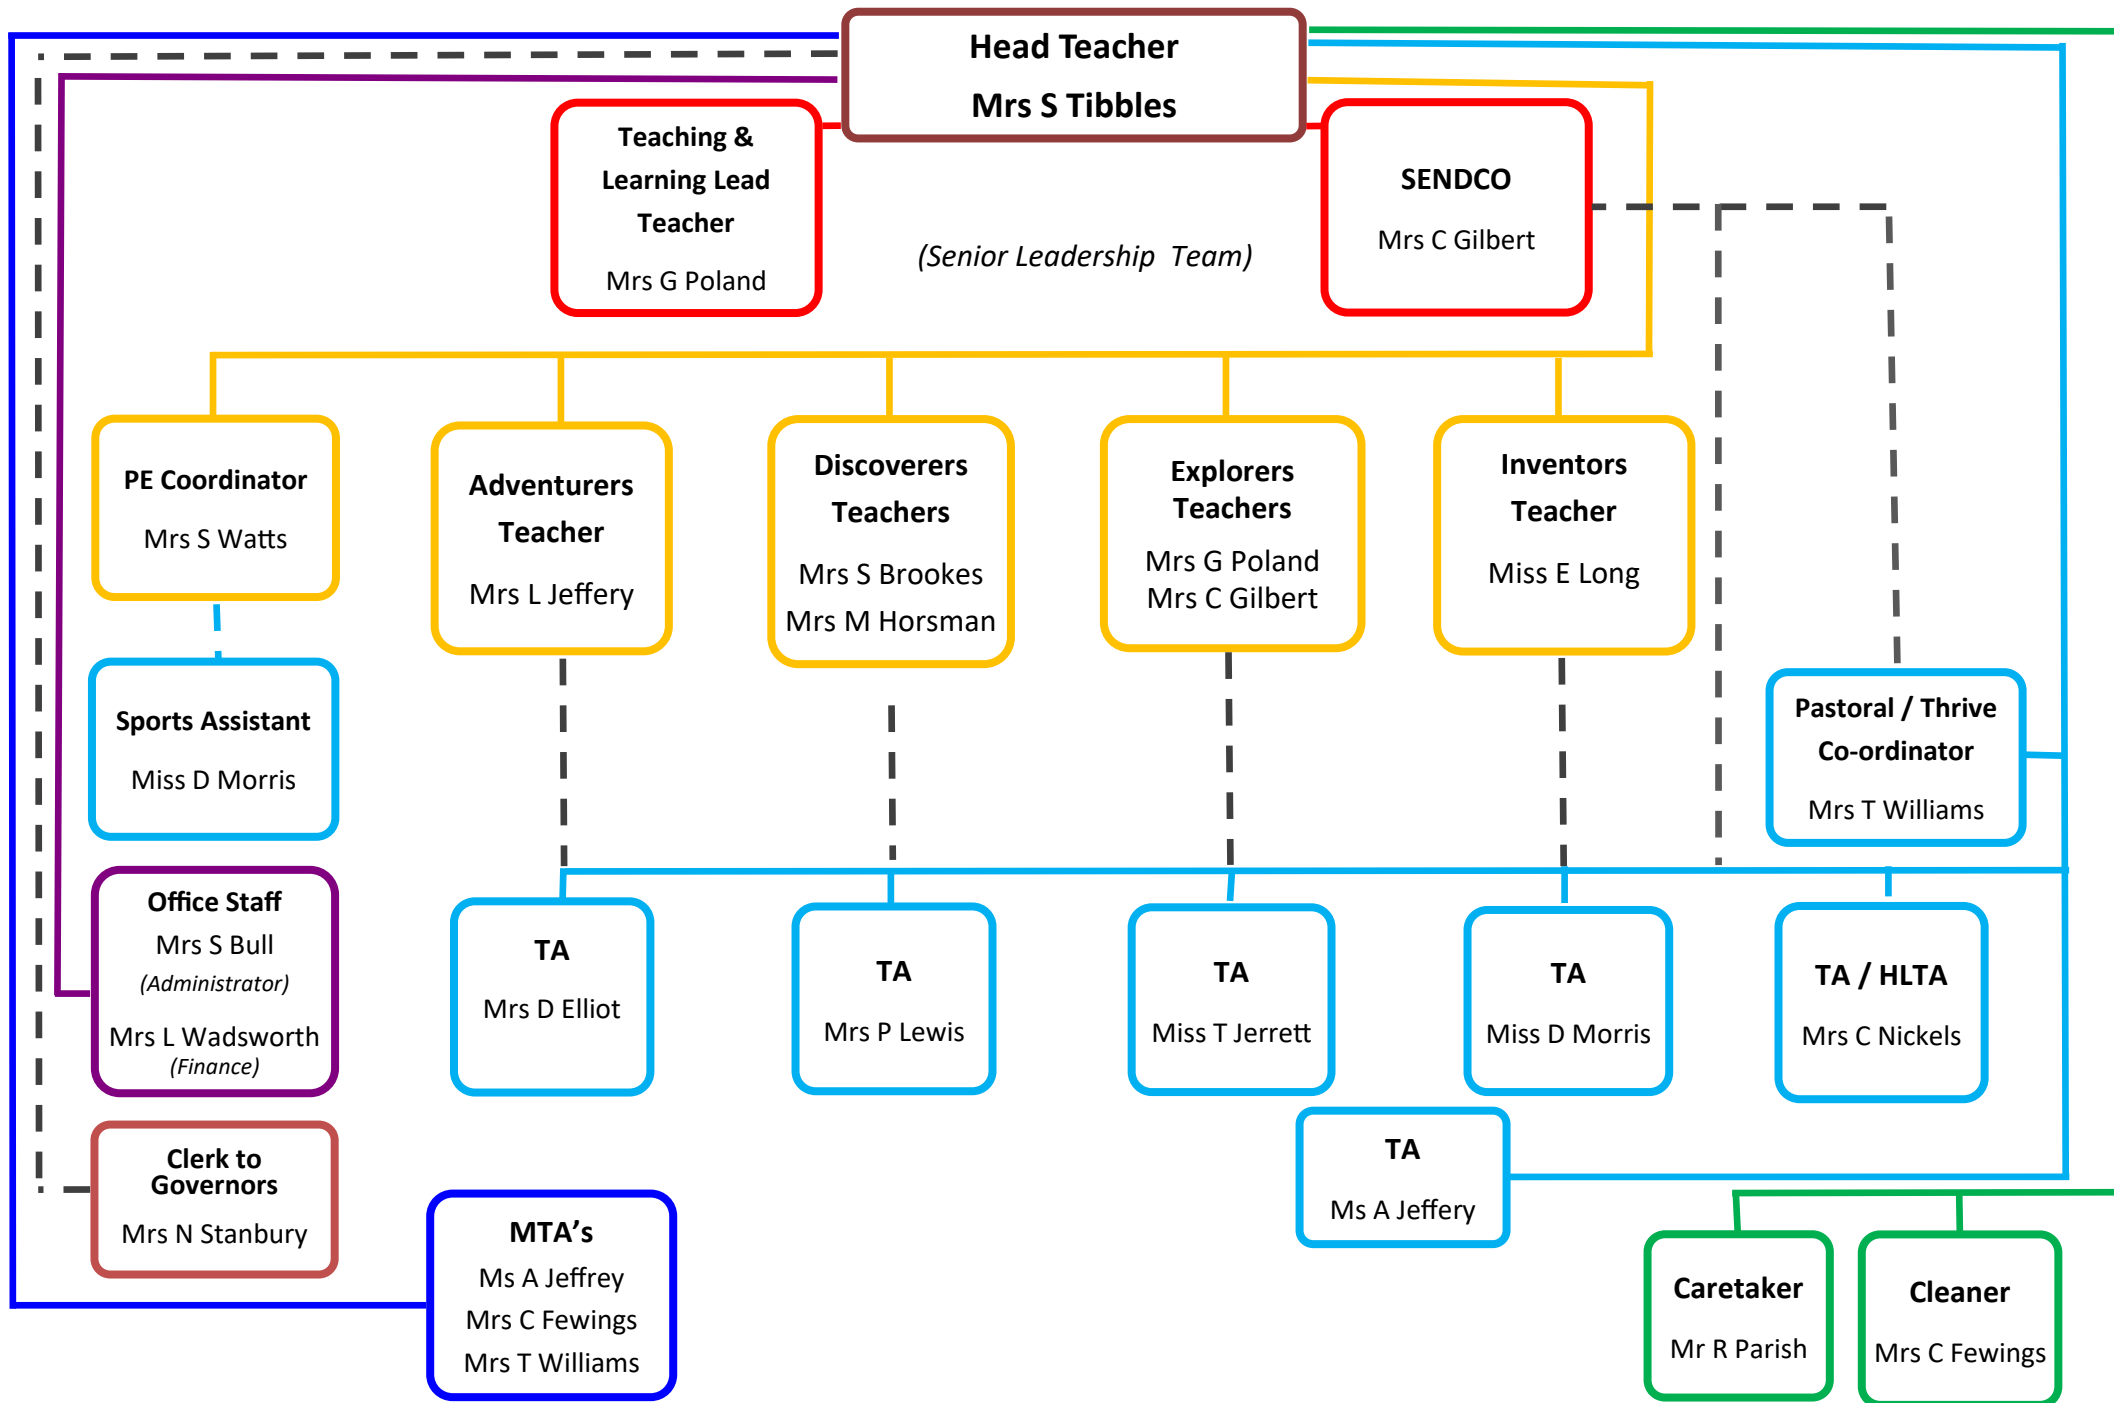 Head Teacher
Mrs S Tibbles
Teaching &
Learning Lead
Teacher
Mrs G Poland
(Senior Leadership Team)
SENDCO
Mrs C Gilbert
PE Coordinator
Mrs S Watts
Adventurers
Teacher
Mrs L Jeffery
Discoverers
Teachers
Mrs S Brookes
Mrs M Horsman
Explorers
Teachers
Mrs G Poland
Mrs C Gilbert
Inventors
Teacher
Miss E Long
Sports Assistant
Miss D Morris
Pastoral / Thrive
Co-ordinator
Mrs T Williams
Office Staff
Mrs S Bull
(Administrator)
Mrs L Wadsworth
(Finance)
TA
Mrs D Elliot
TA
Mrs P Lewis
TA
Miss T Jerrett
TA
Miss D Morris
TA / HLTA
Mrs C Nickels
Clerk to
Governors
Mrs N Stanbury
MTA’s
Ms A Jeffrey
Mrs C Fewings
Mrs T Williams
TA
Ms A Jeffery
Caretaker
Mr R Parish
Cleaner
Mrs C Fewings